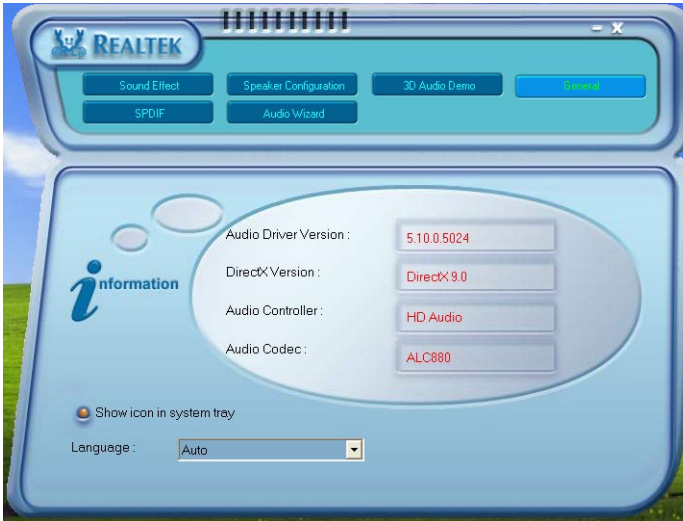 REALTEK
Sound Effect
Speaker Configuration
3D Audio Demo
General
SPDIF
Audio Wizard
information
Audio Driver Version :
5.10.0.5024
DirectX Version :
DirectX 9.0
Audio Controller :
HD Audio
Audio Codec :
ALC880
Show icon in system tray
Language :
Auto